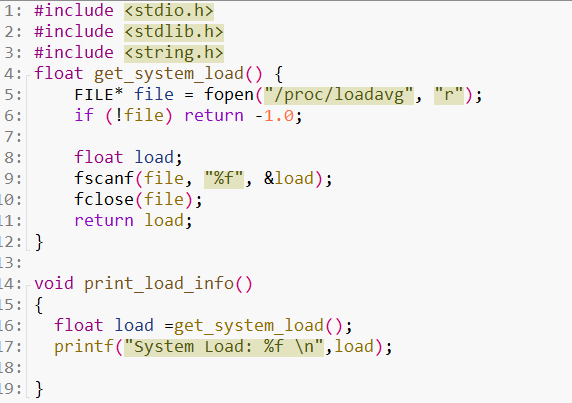 1: #include <stdio.h>
2: #include <stdlib.h>
3: #include <string.h>
4: float get_system_load() {
5:     FILE* file = fopen("/proc/loadavg", "r");
6:     if (!file) return -1.0;
7:
8:     float load;
9:     fscanf(file, "%f", &load);
10:     fclose(file);
11:     return load;
12: }
13:
14: void print_load_info()
15: {
16:   float load =get_system_load();
17:   printf("System Load: %f \n",load);
18:
19: }